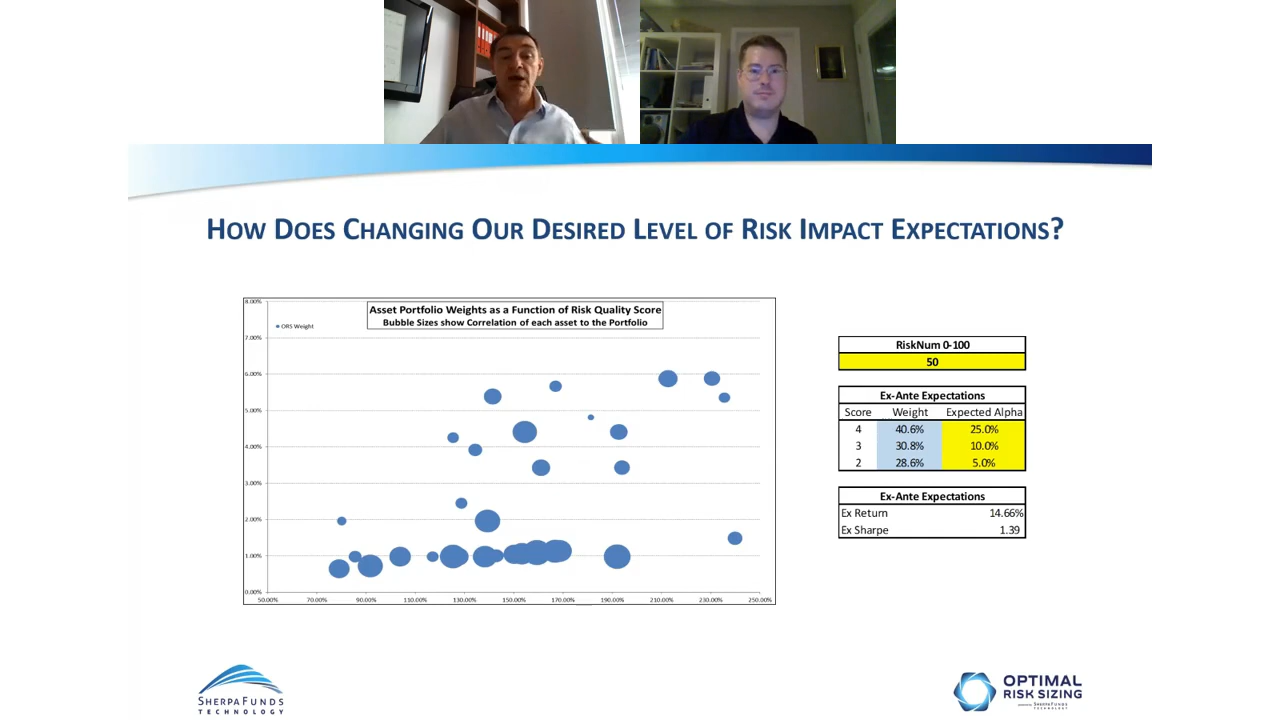 HOW DOES CHANGING OUR DESIRED LEVEL OF RISK IMPACT EXPECTATIONS?
Asset Portfolio Weights as a Function of Risk Quality Score
Bubble Sizes show Correlation of each asset to the Portfolio
ORS Weight
8.00%
7.00%
6.00%
5.00%
4.00%
3.00%
2.00%
1.00%
0.00%
50.00% 70.00% 90.00% 110.00% 130.00% 150.00% 170.00% 190.00% 210.00% 230.00% 250.00%
RiskNum 0-100
50
Ex-Ante Expectations
Score Weight Expected Alpha
4 40.6% 25.0%
3 30.8% 10.0%
2 28.6% 5.0%
Ex-Ante Expectations
Ex Return 14.66%
Ex Sharpe 1.39
SHERPAFUNDS
TECHNOLOGY
OPTIMAL
RISK SIZING